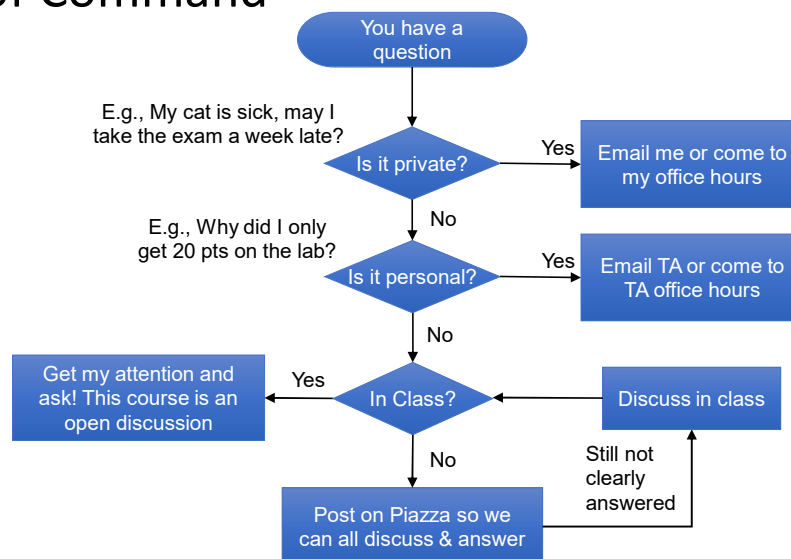 of Command
You have a
question
E.g., My cat is sick, may I
take the exam a week late?
Is it private?
Yes
Email me or come to
my office hours
No
E.g., Why did I only
get 20 pts on the lab?
Is it personal?
Yes
Email TA or come to
TA office hours
No
Get my attention and
ask! This course is an
open discussion
Yes
In Class?
Discuss in class
No
Still not
clearly
answered
Post on Piazza so we
can all discuss & answer